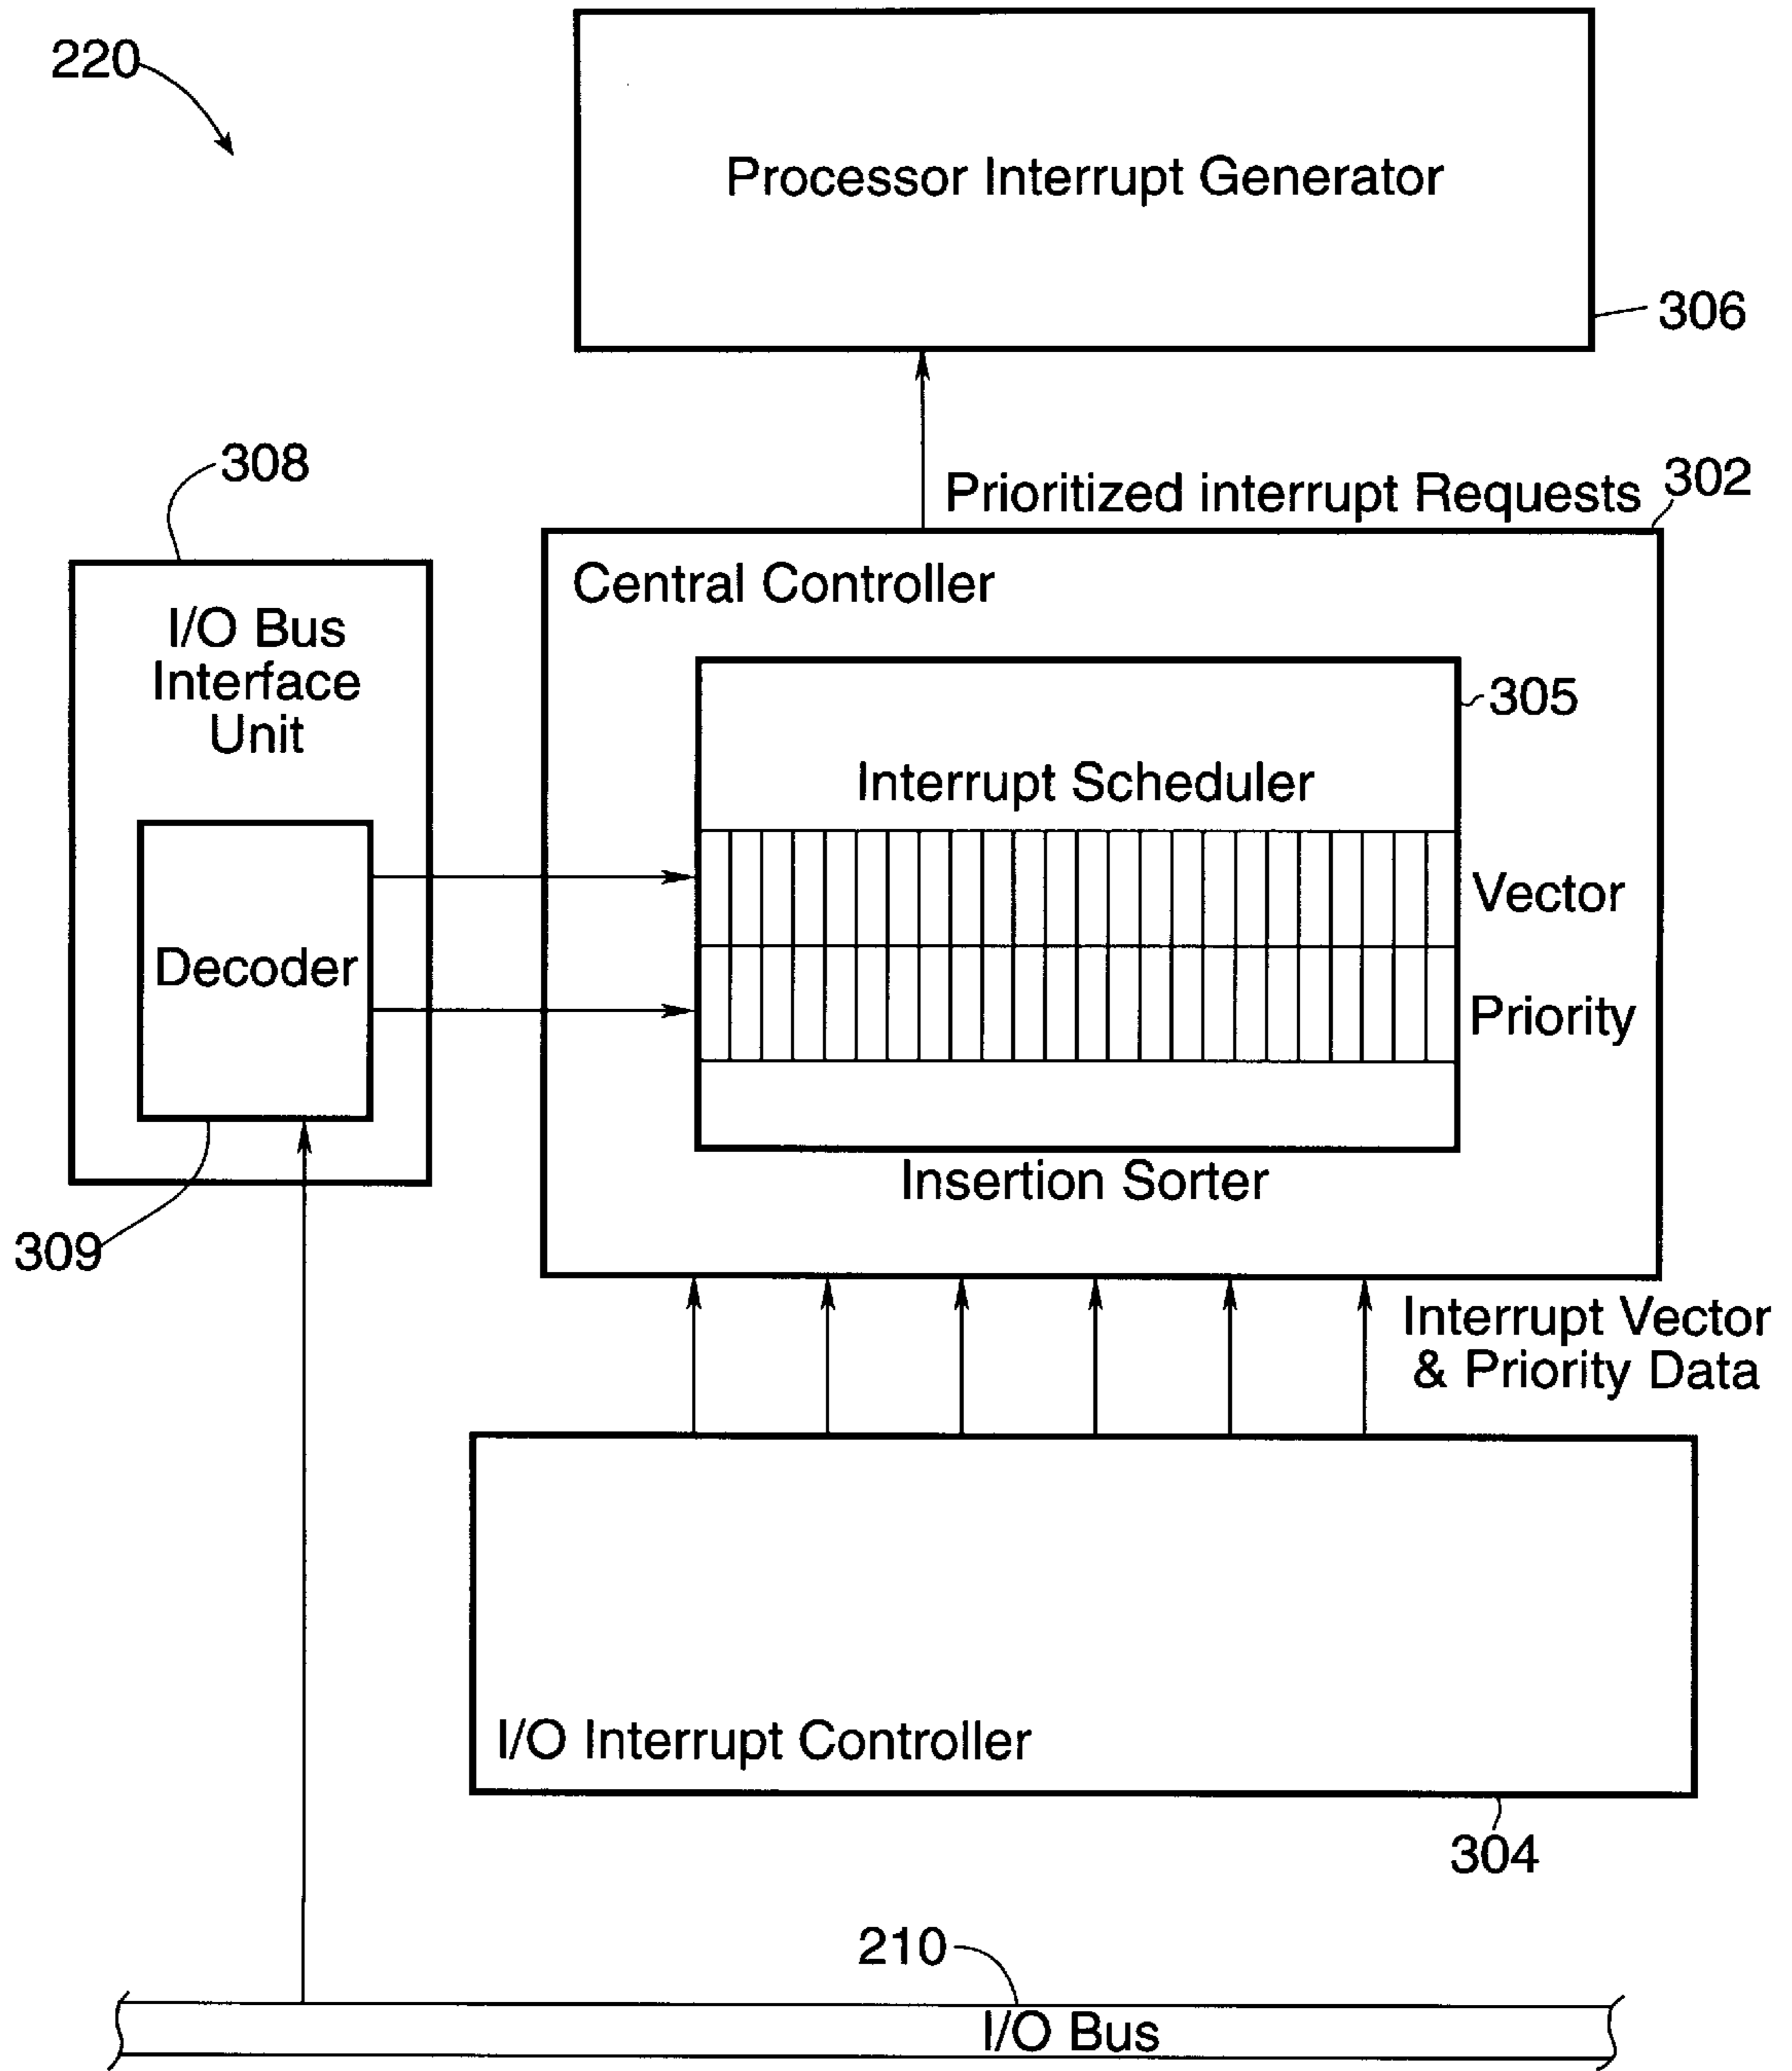 220
Processor Interrupt Generator
306
308
Prioritized interrupt Requests
302
Central Controller
I/O Bus
Interface
Unit
305
Interrupt Scheduler
Vector
Decoder
Priority
Insertion Sorter
309
Interrupt Vector
& Priority Data
I/O Interrupt Controller
304
210
I/O Bus